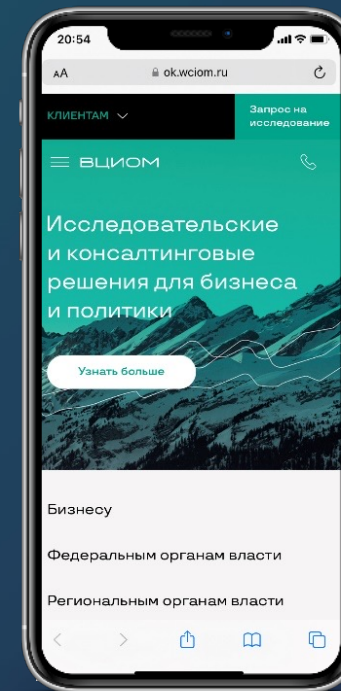 20:54
AA
ok.wciom.ru
КЛИЕНТАМ
Запрос на
исследование
ВЦИОМ
Исследовательские
и консалтинговые
решения для бизнеса
и политики
Узнать больше
Бизнесу
Федеральным органам власти
Региональным органам власти